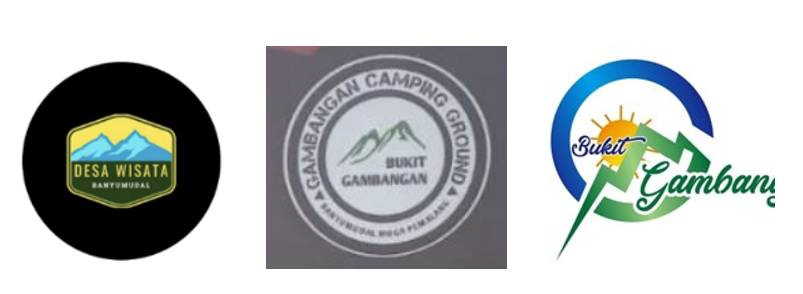 DESA WISATA
BANYUMUDAL
GAMBANGAN CAMPING GROUND
BUKIT
GAMBANGAN
BANYUMUDAL MOGA PEMALANG
Bukit
Gambang